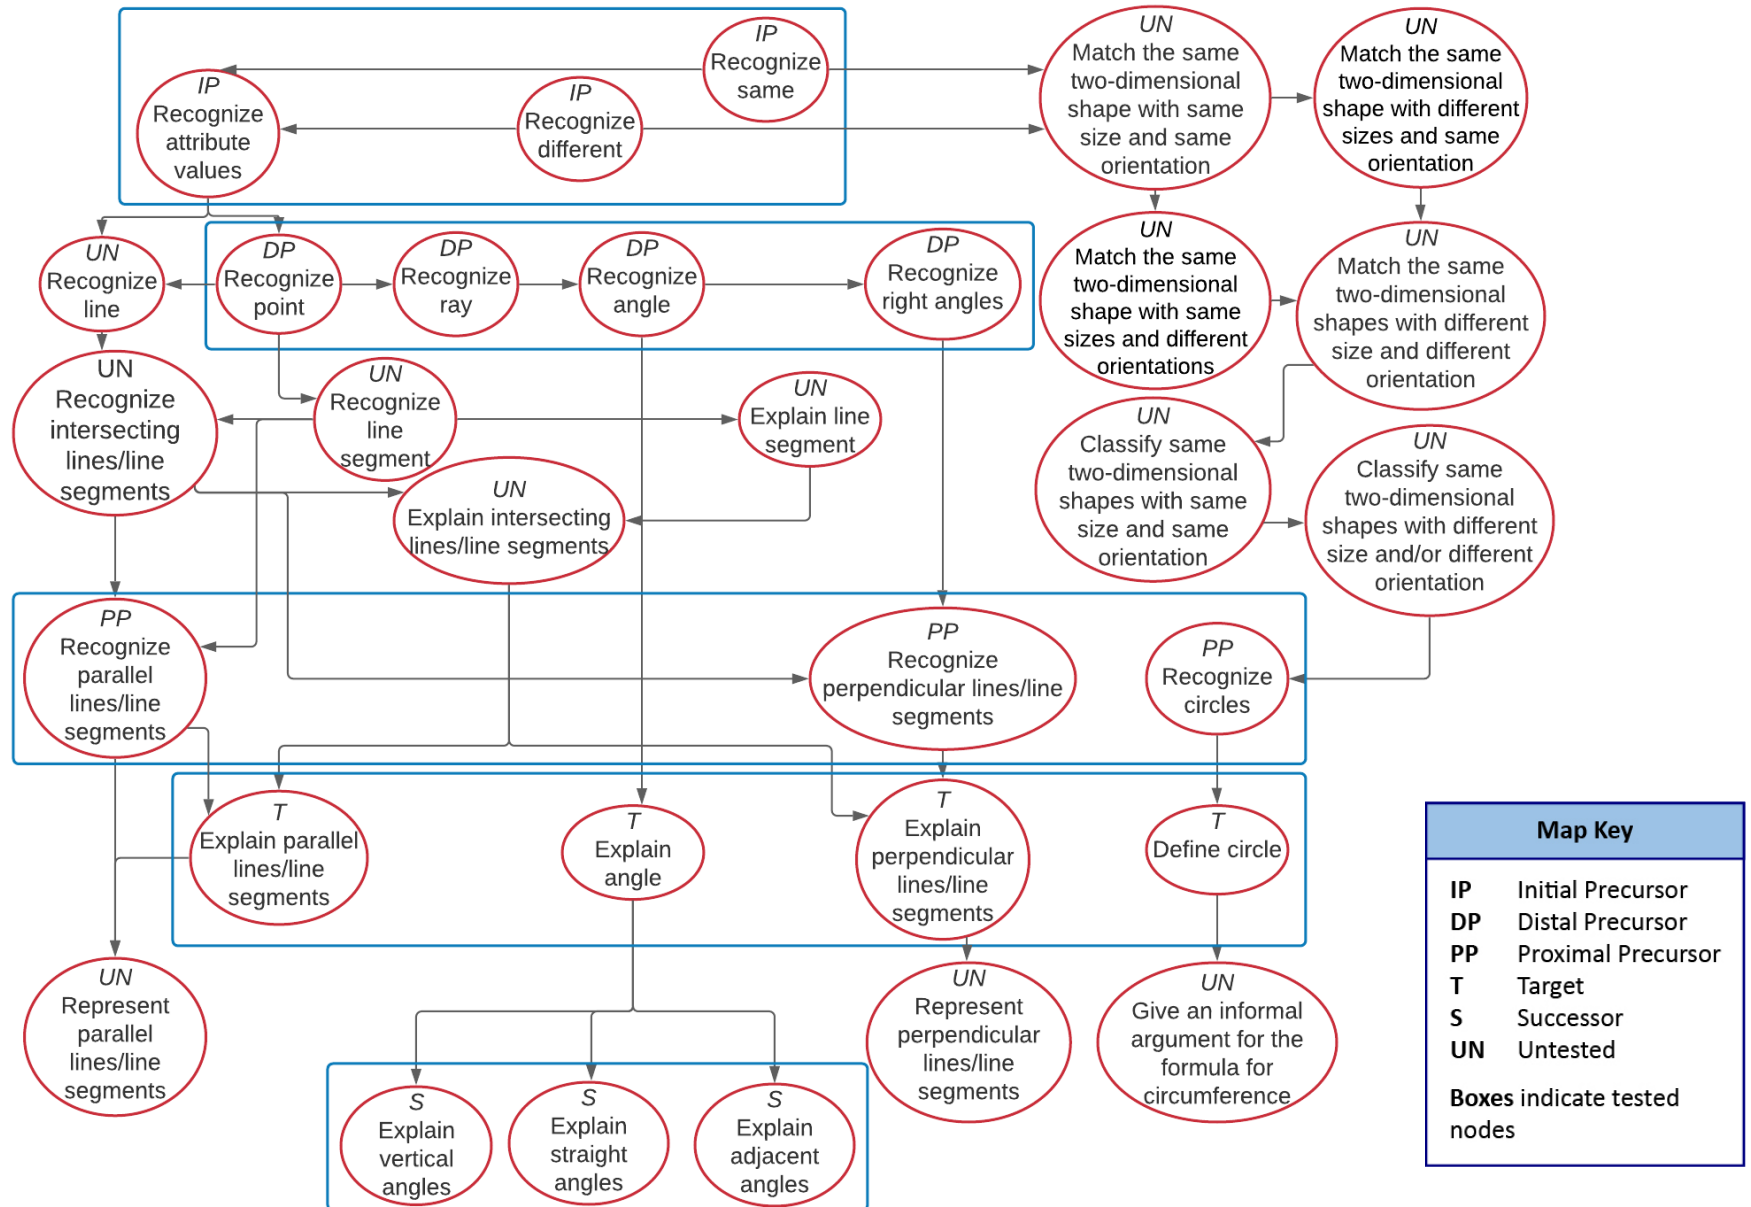 IP
Recognize
same
IP
Recognize
different
IP
Recognize
attribute
values
UN
Match the same
two-dimensional
shape with same
size and same
orientation
UN
Match the same
two-dimensional
shape with different
sizes and same
orientation
UN
Recognize
line
DP
Recognize
point
DP
Recognize
ray
DP
Recognize
angle
DP
Recognize
right angles
UN
Match the same
two-dimensional
shape with same
sizes and different
orientations
UN
Match the same
two-dimensional
shapes with different
size and different
orientation
UN
Recognize
intersecting
lines/line
segments
UN
Recognize
line
segment
UN
Explain line
segment
UN
Explain intersecting
lines/line segments
UN
Classify same
two-dimensional
shapes with same
size and same
orientation
UN
Classify same
two-dimensional
shapes with different
size and/or different
orientation
PP
Recognize
parallel
lines/line
segments
PP
Recognize
perpendicular lines/line
segments
PP
Recognize
circles
T
Explain parallel
lines/line
segments
T
Explain
angle
T
Explain
perpendicular
lines/line
segments
T
Define circle
UN
Represent
parallel
lines/line
segments
UN
Represent
perpendicular
lines/line
segments
UN
Give an informal
argument for the
formula for
circumference
S
Explain
vertical
angles
S
Explain
straight
angles
S
Explain
adjacent
angles
Map Key
IP Initial Precursor
DP Distal Precursor
PP Proximal Precursor
T Target
S Successor
UN Untested
Boxes indicate tested
nodes